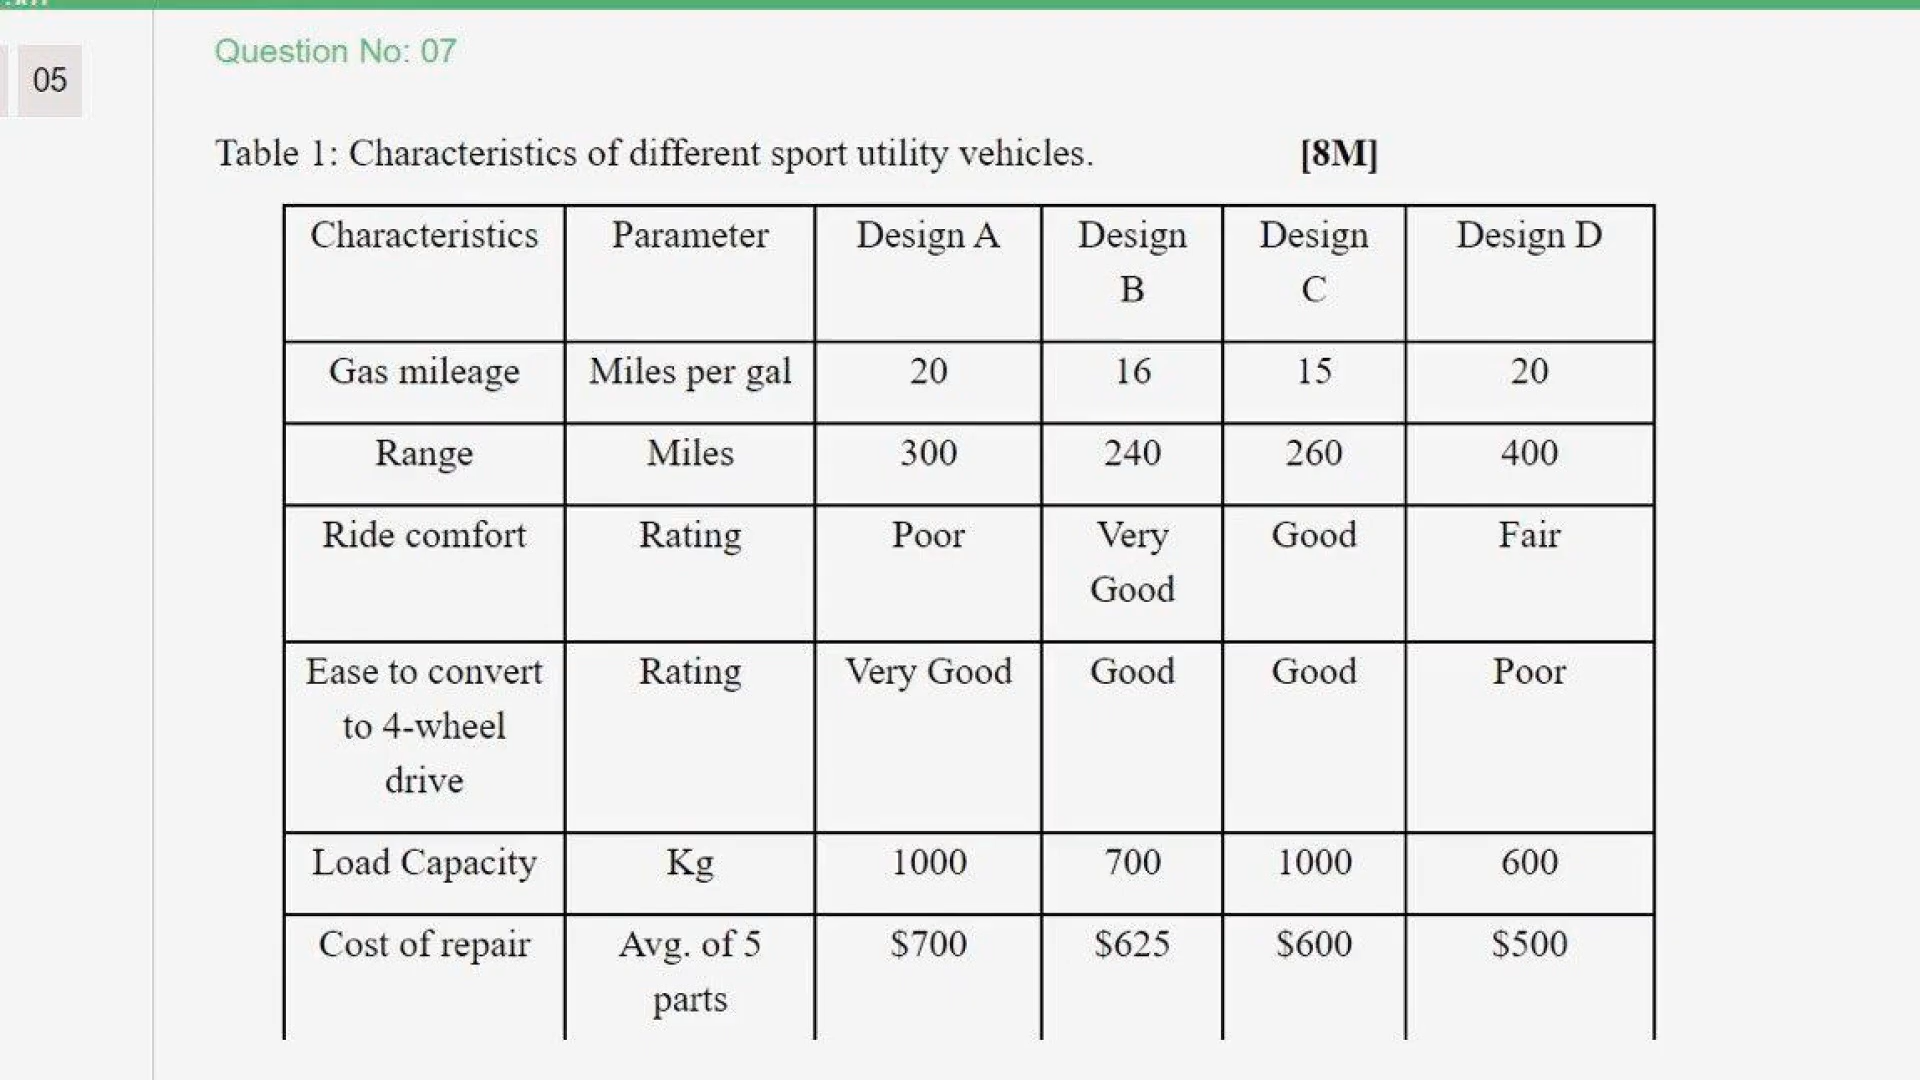 Question No: 07
05
Table 1: Characteristics of different sport utility vehicles. [8M]
Characteristics Parameter Design A Design B Design C Design D
Gas mileage Miles per gal 20 16 15 20
Range Miles 300 240 260 400
Ride comfort Rating Poor Very Good Good Fair
Ease to convert to 4-wheel drive Rating Very Good Good Good Poor
Load Capacity Kg 1000 700 1000 600
Cost of repair Avg. of 5 parts $700 $625 $600 $500